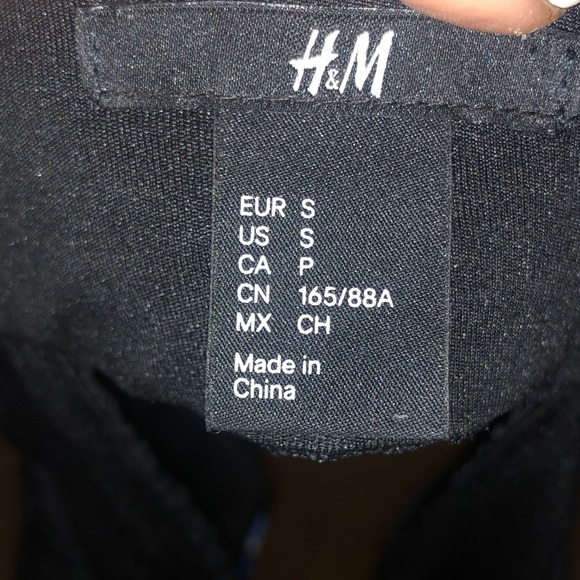 H&M
EUR S
US S
CA P
CN 165/88A
MX CH
Made in
China